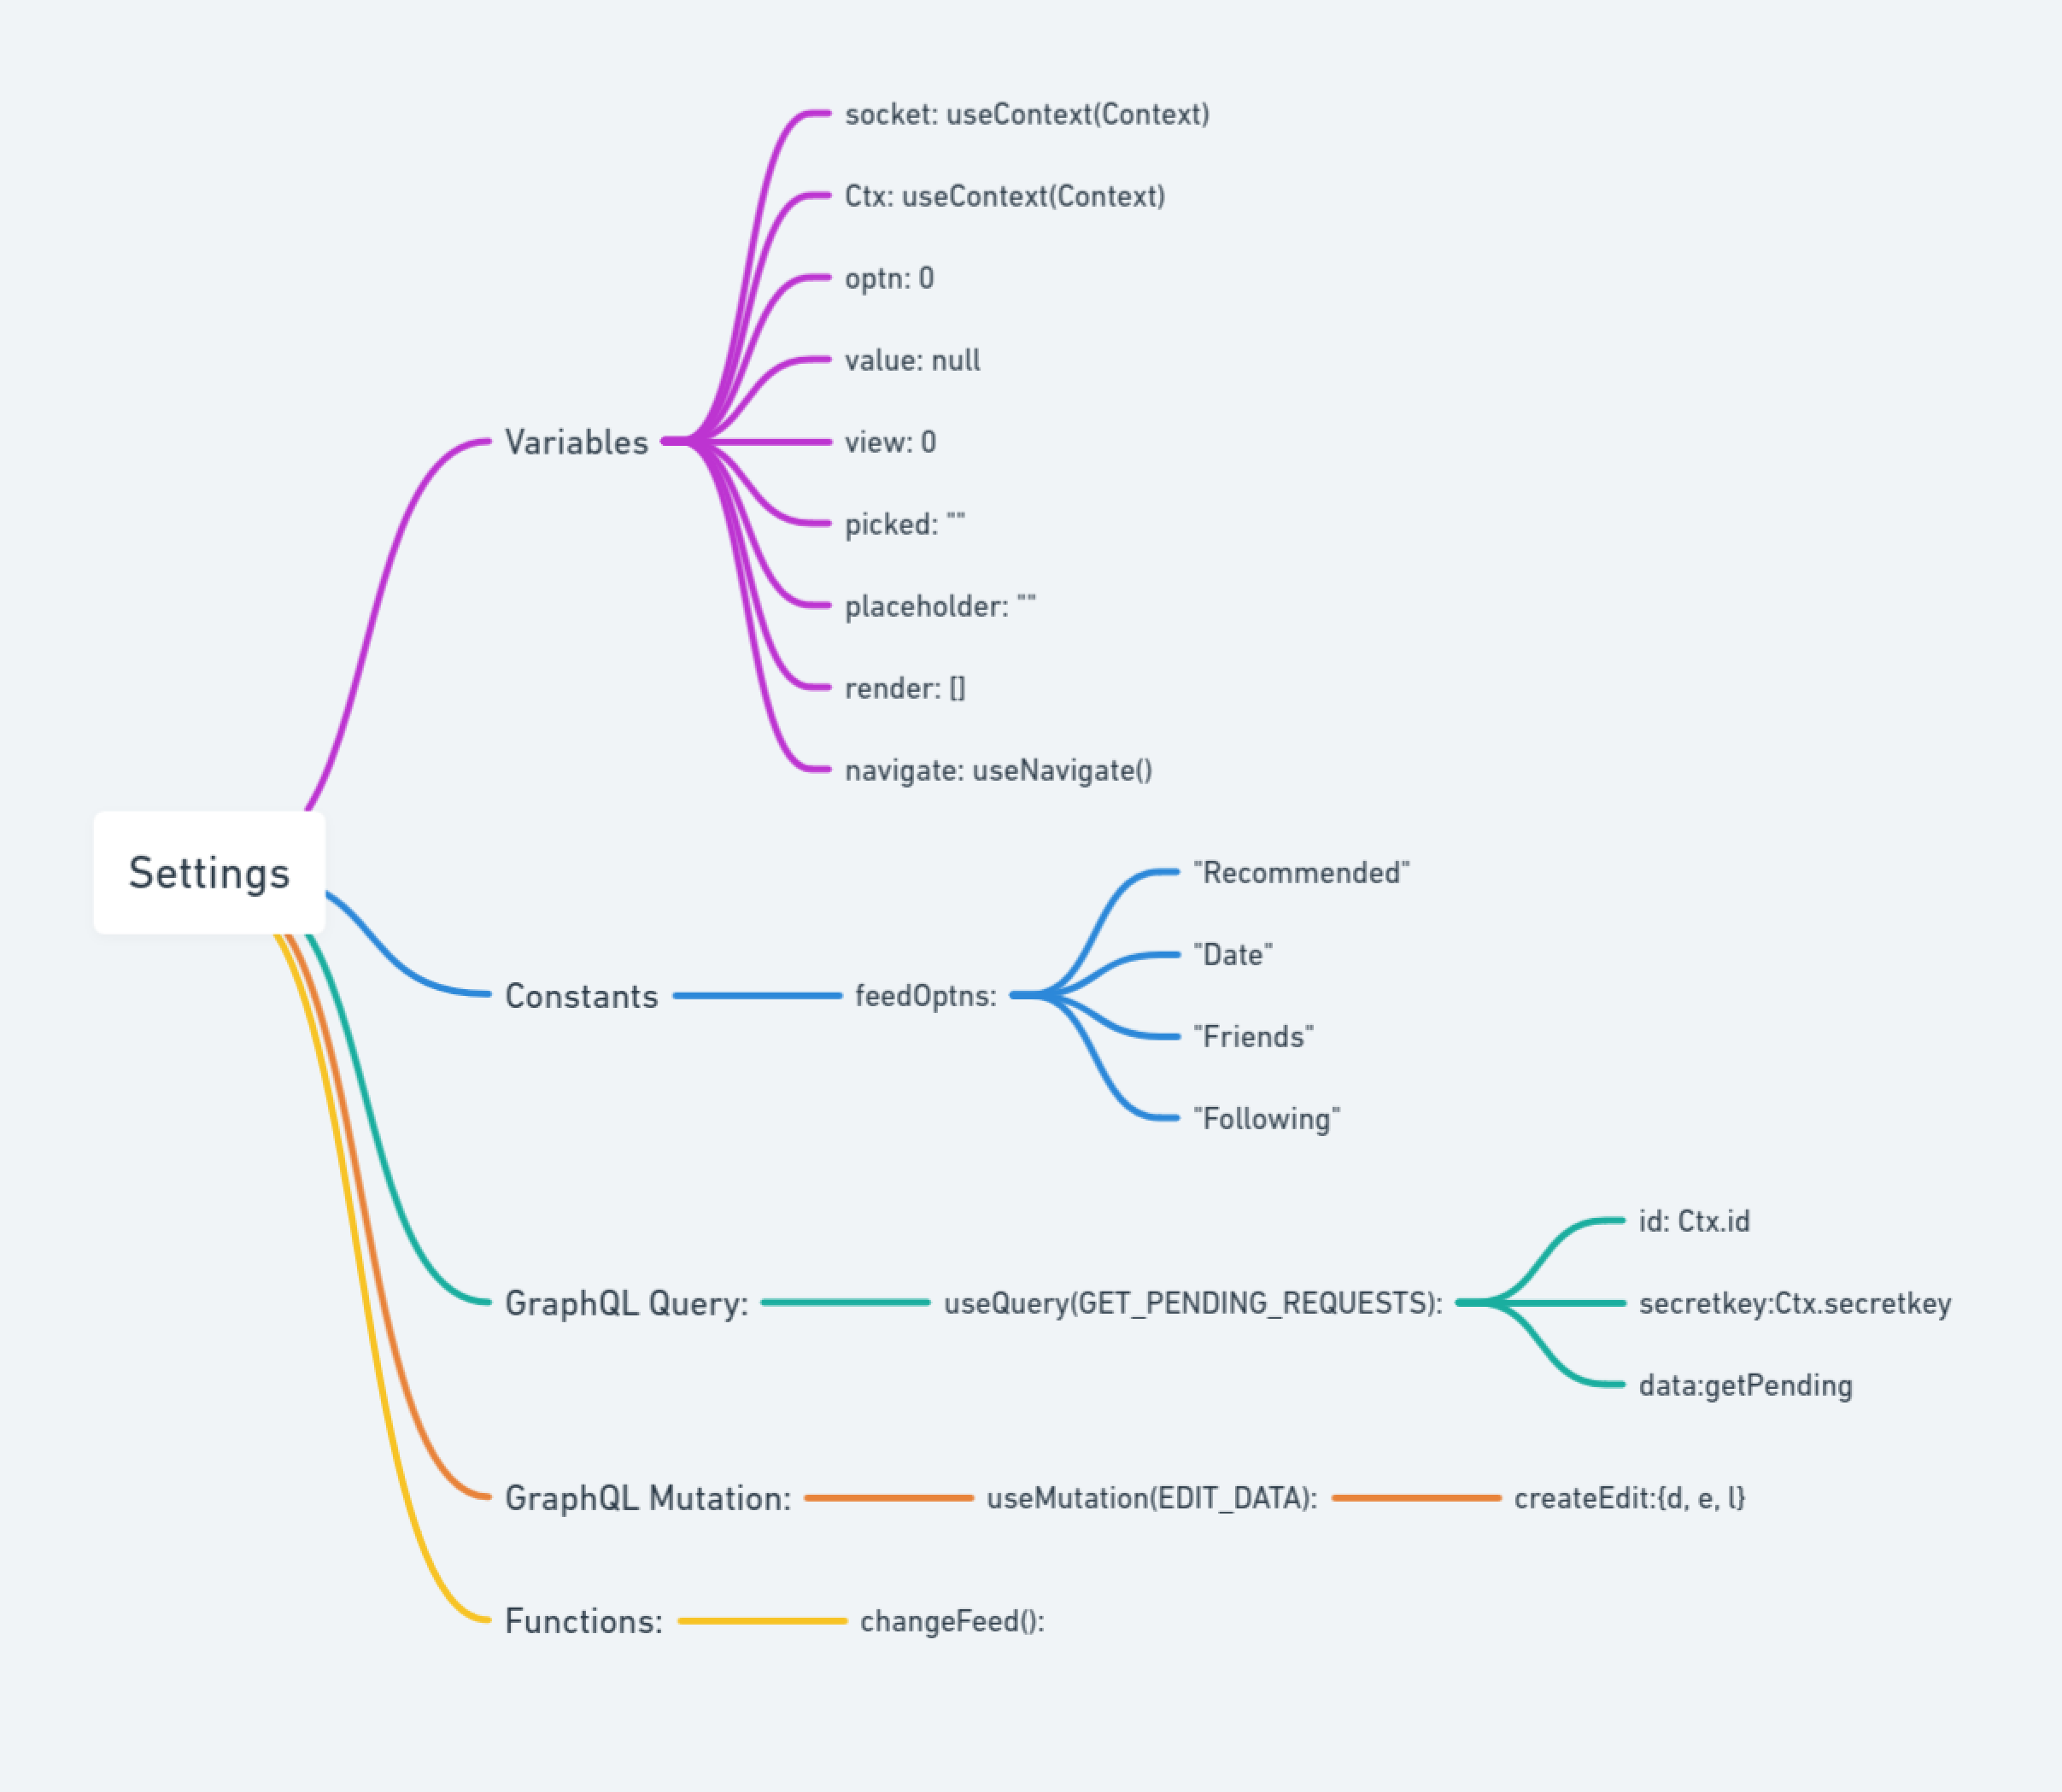 Settings
Variables
socket: useContext(Context)
Ctx: useContext(Context)
optn: 0
value: null
view: 0
picked: ""
placeholder: ""
render: []
navigate: useNavigate()
Constants
feedOptns:
"Recommended"
"Date"
"Friends"
"Following"
GraphQL Query:
useQuery(GET_PENDING_REQUESTS):
id: Ctx.id
secretkey:Ctx.secretkey
data:getPending
GraphQL Mutation:
useMutation(EDIT_DATA):
createEdit:{d, e, l}
Functions:
changeFeed():